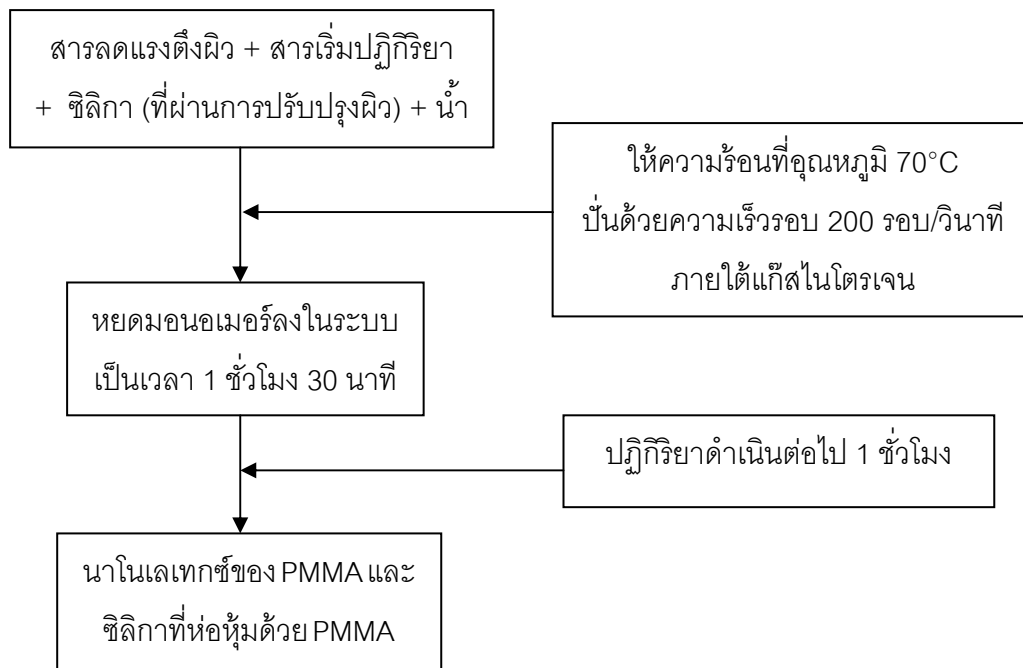 สารลดแรงตึงผิว + สารเริ่มปฏิกิริยา
+ ซิลิกา (ที่ผ่านการปรับปรุงผิว) + น้ำ
ให้ความร้อนที่อุณหภูมิ 70°C
ปั่นด้วยความเร็วรอบ 200 รอบ/วินาที
ภายใต้แก๊สไนโตรเจน
หยดมอนอเมอร์ลงในระบบ
เป็นเวลา 1 ชั่วโมง 30 นาที
ปฏิกิริยาดำเนินต่อไป 1 ชั่วโมง
นาโนเลเทกซ์ของ PMMA และ
ซิลิกาที่ห่อหุ้มด้วย PMMA